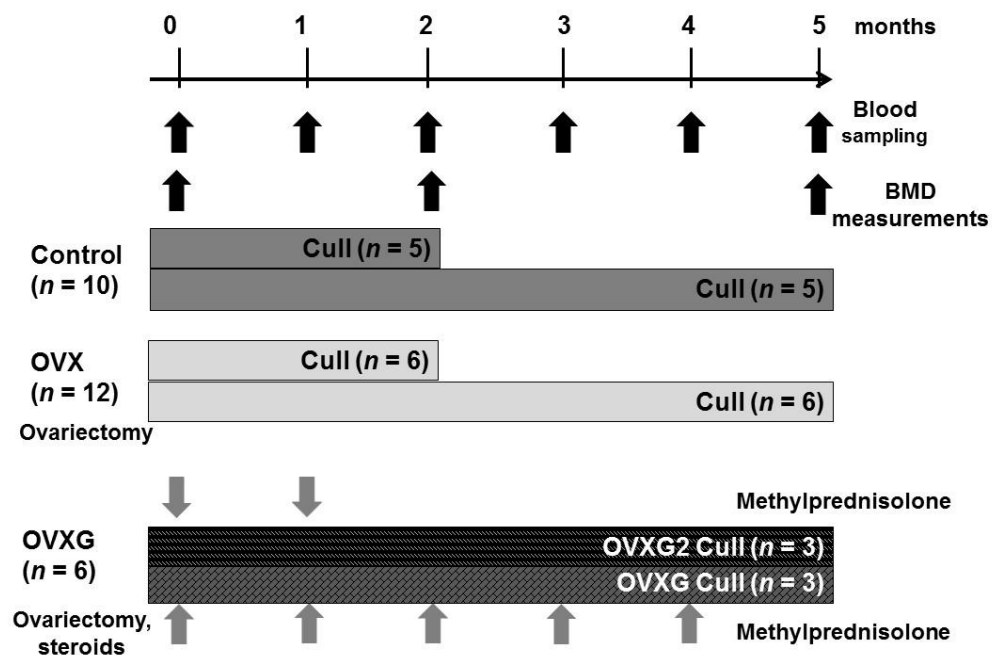 0 1 2 3 4 5 months
Blood
sampling
BMD
measurements
Control
(n = 10)
Cull (n = 5)
Cull (n = 5)
OVX
(n = 12)
Ovariectomy
Cull (n = 6)
Cull (n = 6)
Methylprednisolone
OVXG
(n = 6)
OVXG2 Cull (n = 3)
OVXG Cull (n = 3)
Ovariectomy,
steroids
Methylprednisolone